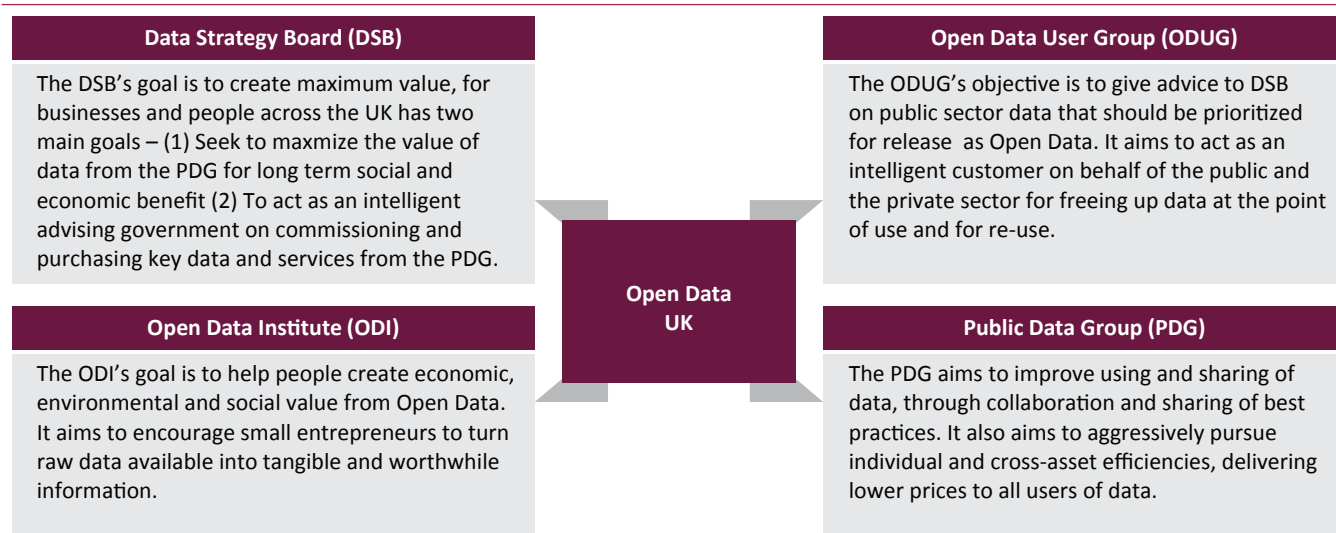 Data Strategy Board (DSB)
The DSB’s goal is to create maximum value, for
businesses and people across the UK has two
main goals – (1) Seek to maxmize the value of
data from the PDG for long term social and
economic benefit (2) To act as an intelligent
advising government on commissioning and
purchasing key data and services from the PDG.
Open Data User Group (ODUG)
The ODUG’s objective is to give advice to DSB
on public sector data that should be prioritized
for release as Open Data. It aims to act as an
intelligent customer on behalf of the public and
the private sector for freeing up data at the point
of use and for re-use.
Open Data
UK
Open Data Institute (ODI)
The ODI’s goal is to help people create economic,
environmental and social value from Open Data.
It aims to encourage small entrepreneurs to turn
raw data available into tangible and worthwhile
information.
Public Data Group (PDG)
The PDG aims to improve using and sharing of
data, through collaboration and sharing of best
practices. It also aims to aggressively pursue
individual and cross-asset efficiencies, delivering
lower prices to all users of data.